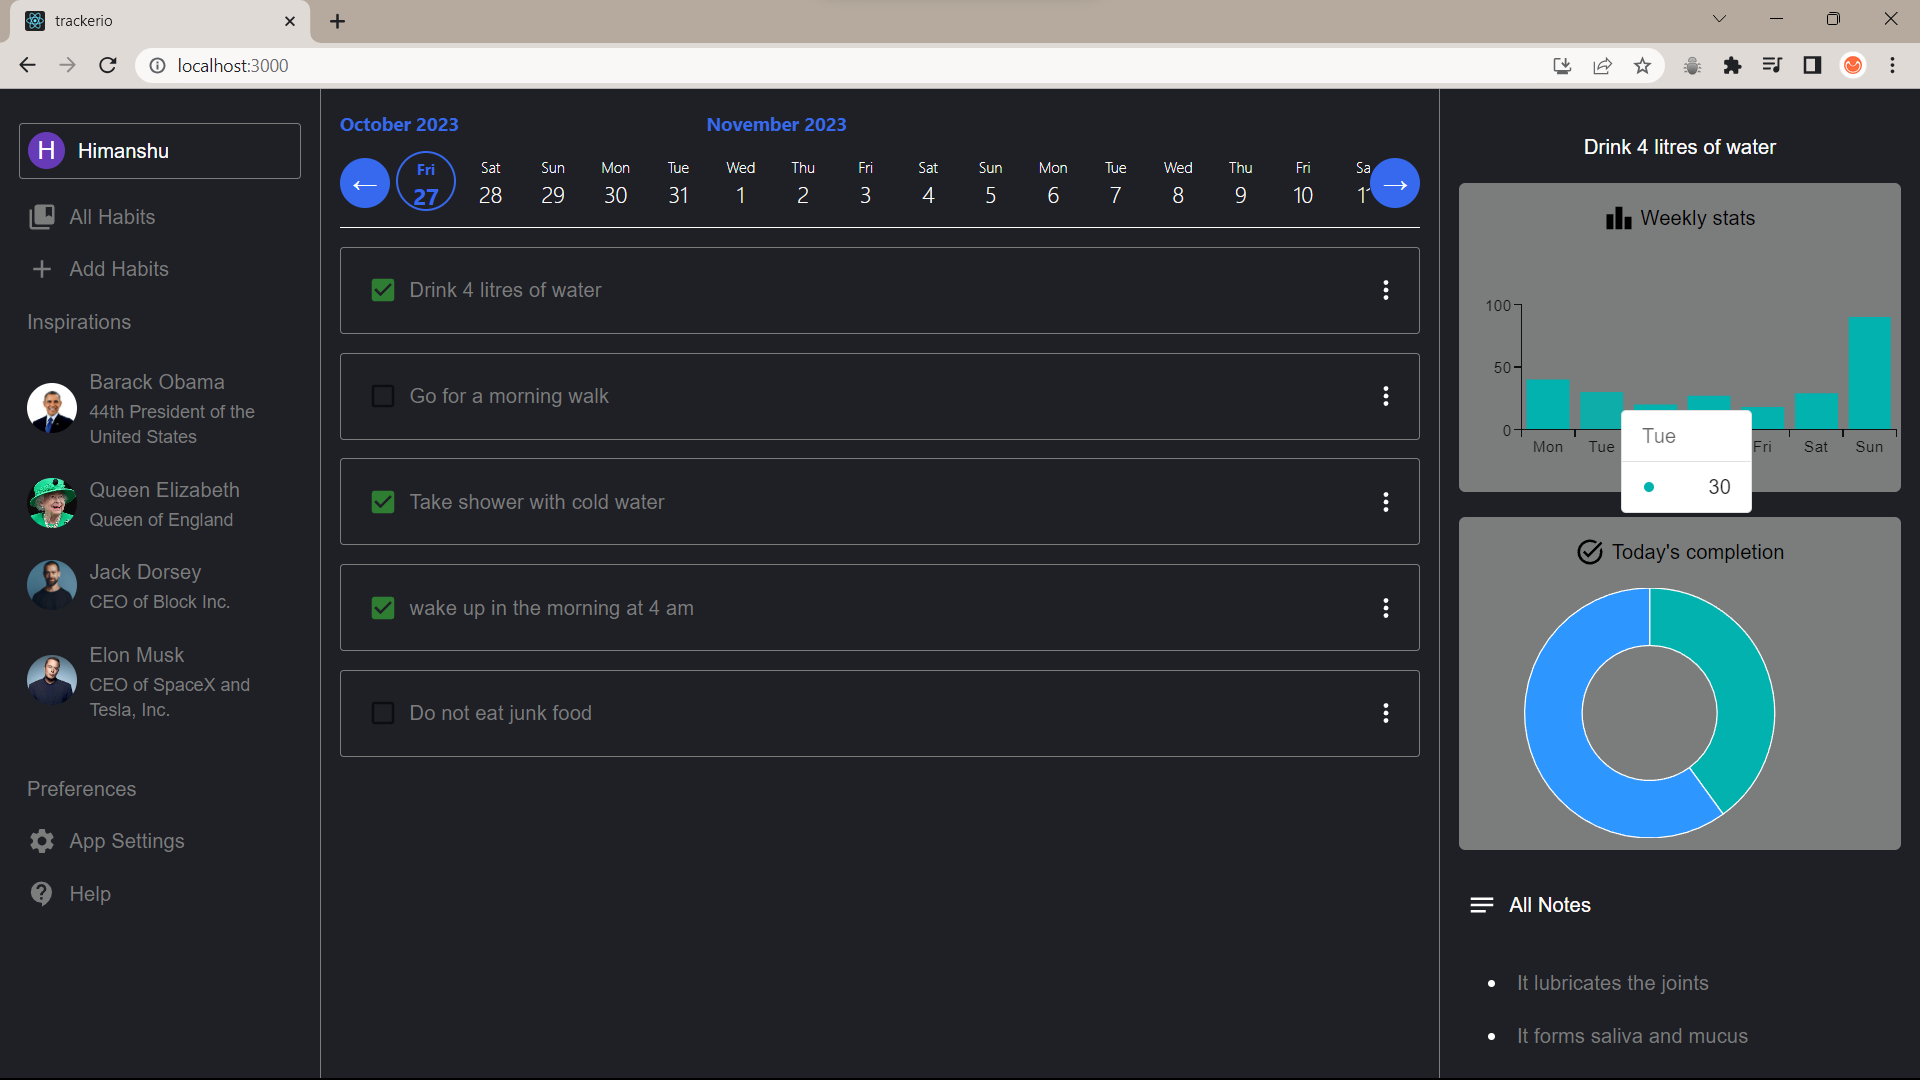 trackerio
localhost:3000
H Himanshu
All Habits
Add Habits
Inspirations
Barack Obama
44th President of the
United States
Queen Elizabeth
Queen of England
Jack Dorsey
CEO of Block Inc.
Elon Musk
CEO of SpaceX and
Tesla, Inc.
Preferences
App Settings
Help
October 2023 November 2023
Fri Sat Sun Mon Tue Wed Thu Fri Sat Sun Mon Tue Wed Thu Fri Sa
27 28 29 30 31 1 2 3 4 5 6 7 8 9 10 11
Drink 4 litres of water
Go for a morning walk
Take shower with cold water
wake up in the morning at 4 am
Do not eat junk food
Drink 4 litres of water
Weekly stats
100
50
0
Mon Tue Fri Sat Sun
Tue
30
Today's completion
All Notes
It lubricates the joints
It forms saliva and mucus